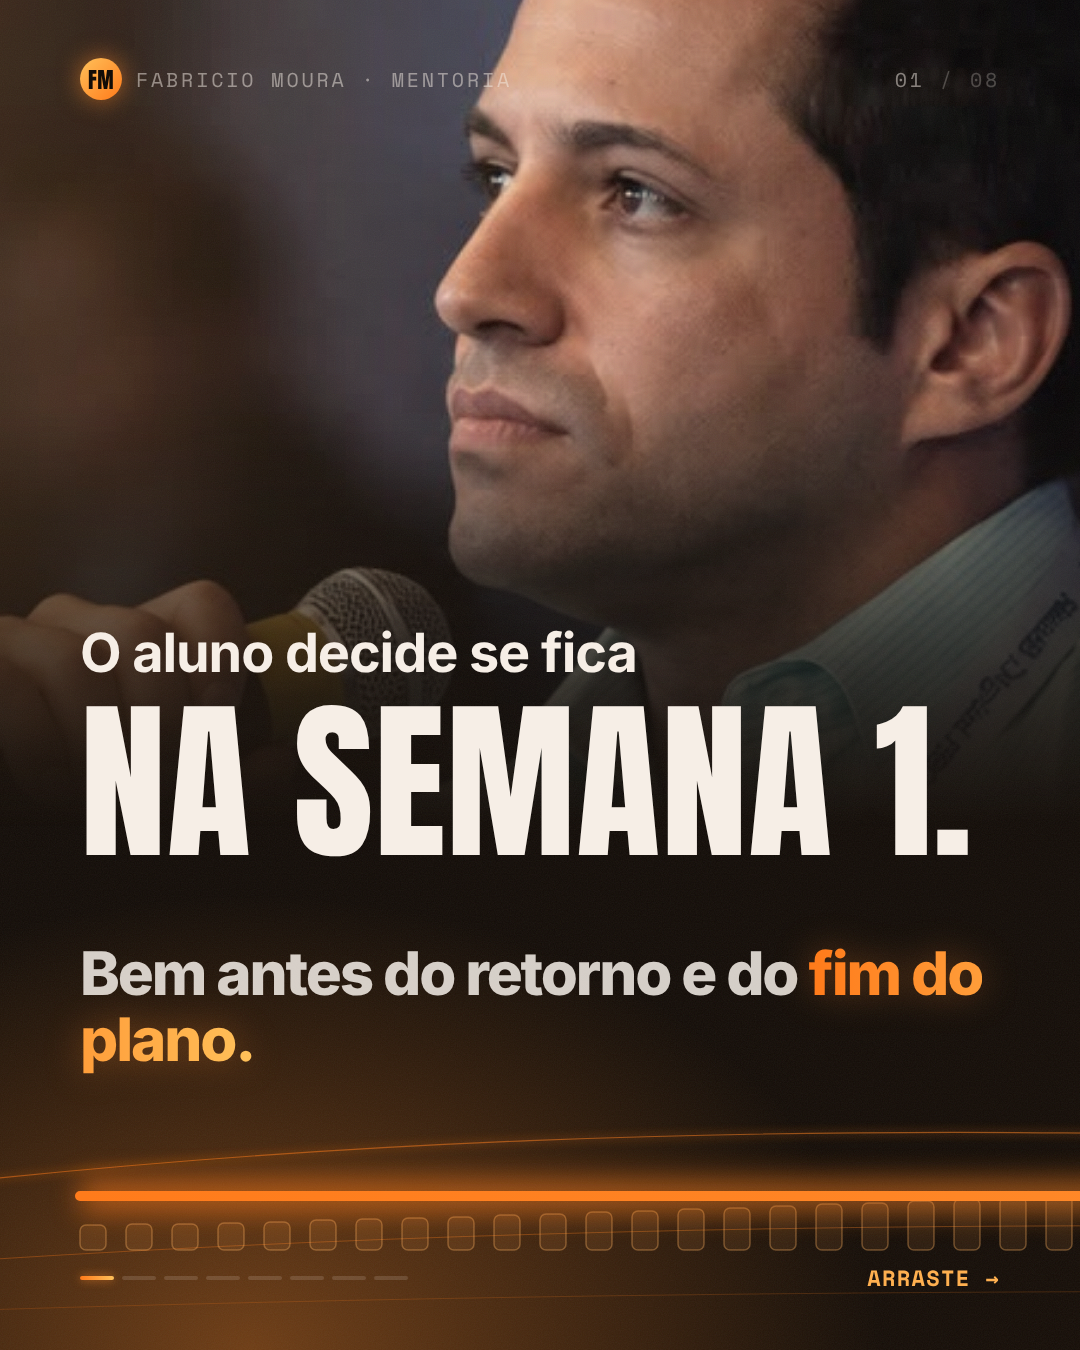 FM FABRICIO MOURA · MENTORIA
01 / 08
O aluno decide se fica
NA SEMANA 1.
Bem antes do retorno e do fim do
plano.
ARRASTE →